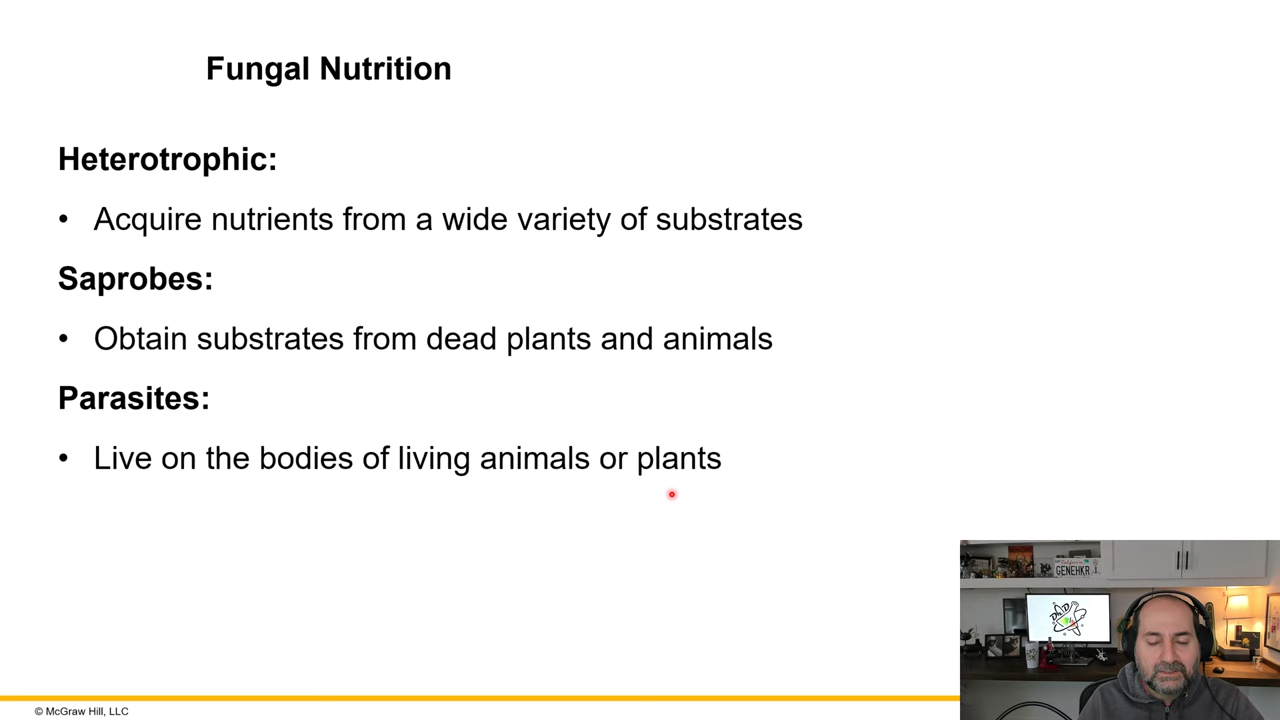 Fungal Nutrition
Heterotrophic:
• Acquire nutrients from a wide variety of substrates
Saprobes:
• Obtain substrates from dead plants and animals
Parasites:
• Live on the bodies of living animals or plants
GENEHKR
© McGraw Hill, LLC